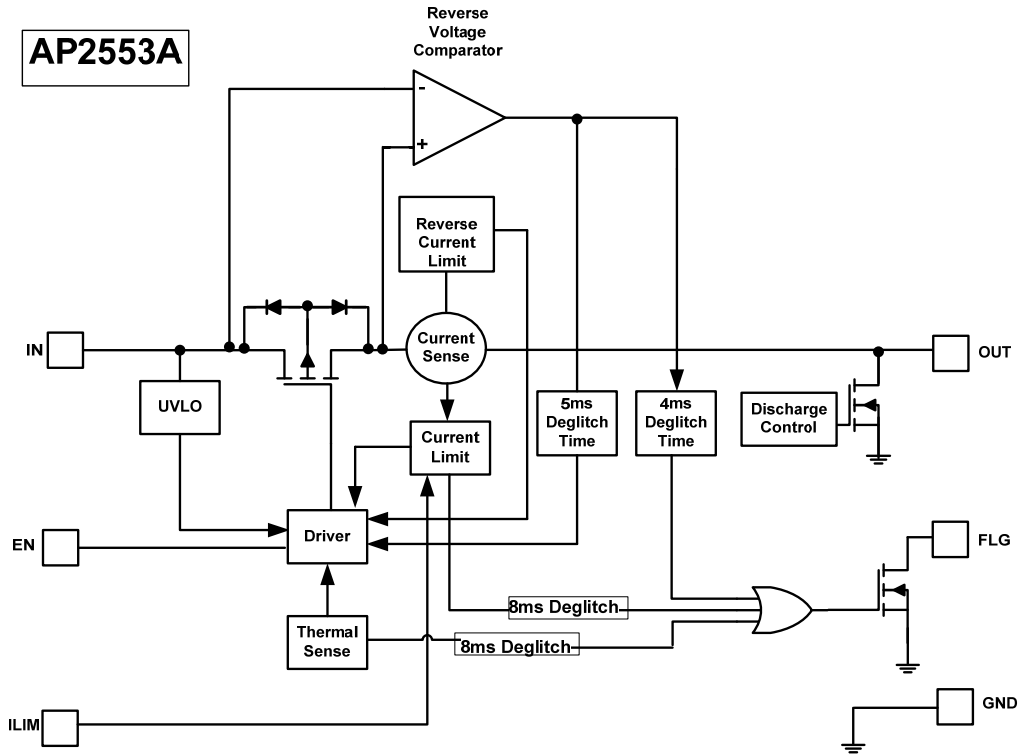 AP2553A
Reverse
Voltage
Comparator
-
+
Reverse
Current
Limit
IN
Current
Sense
OUT
UVLO
5ms
Deglitch
Time
4ms
Deglitch
Time
Discharge
Control
Current
Limit
Driver
EN
FLG
8ms Deglitch
Thermal
Sense
8ms Deglitch
ILIM
GND